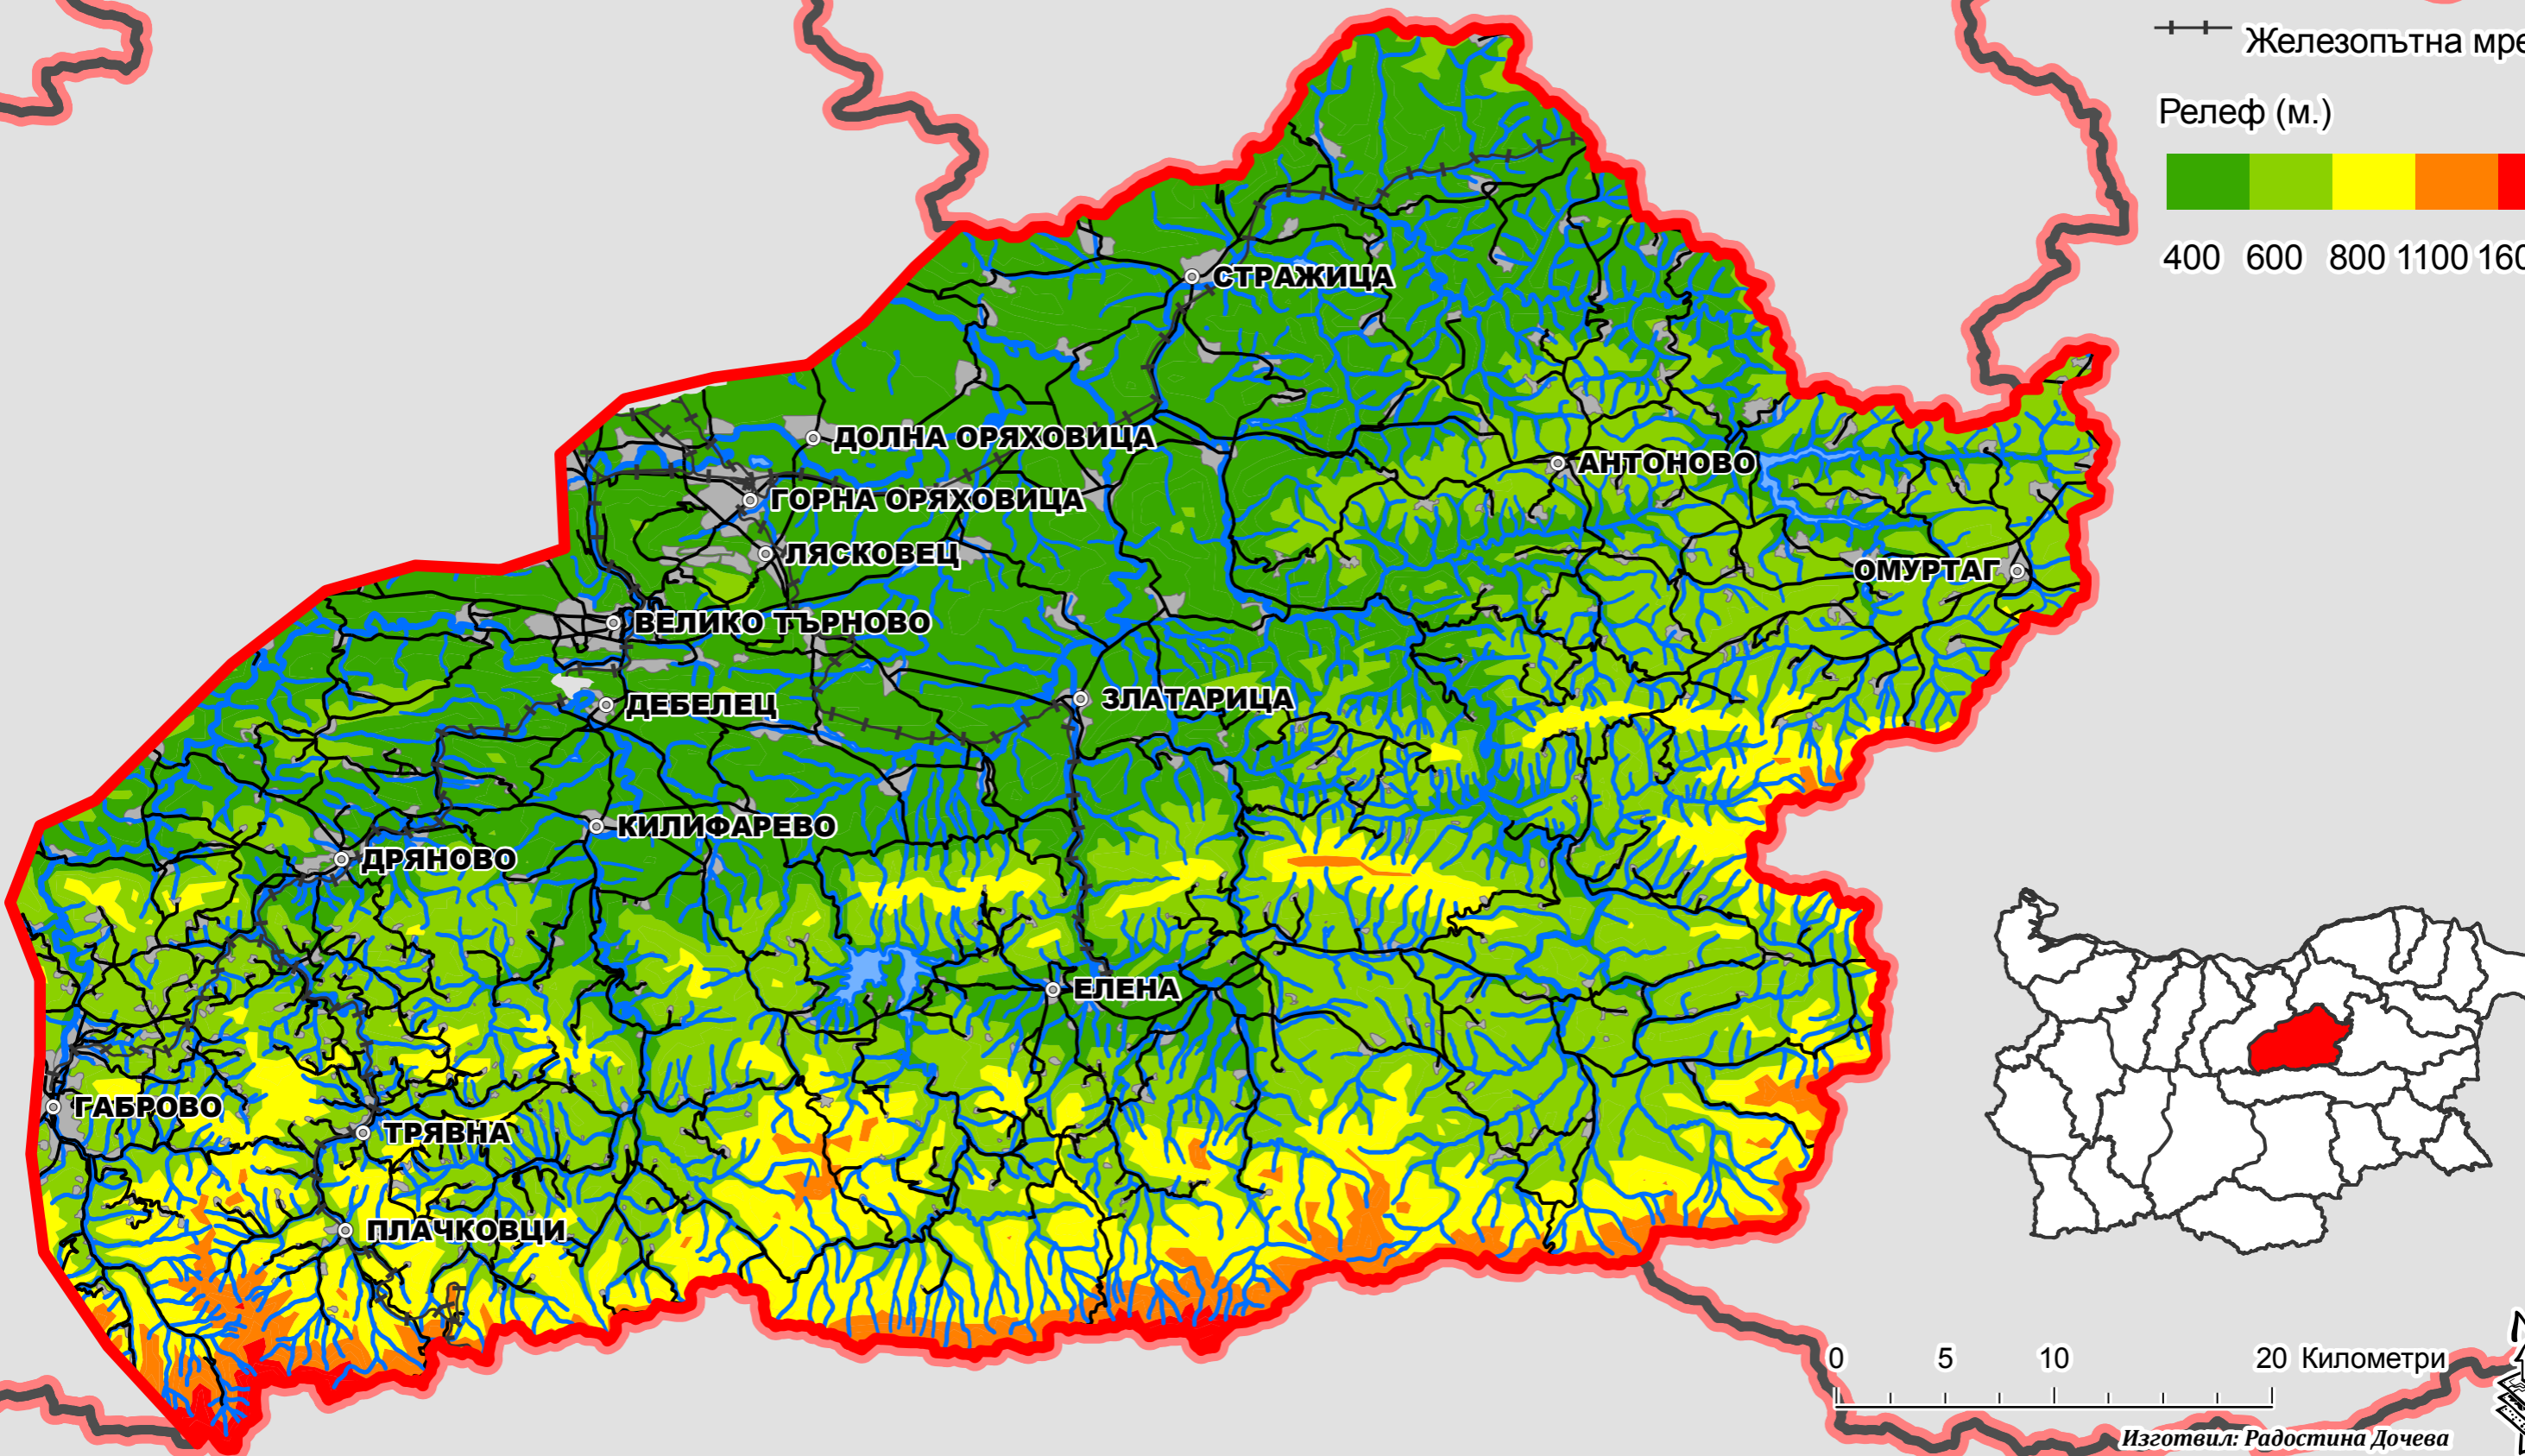 Железопътна мре
Релеф (м.)
400 600 800 1100 160
СТРАЖИЦА
ДОЛНА ОРЯХОВИЦА
АНТОНОВО
ГОРНА ОРЯХОВИЦА
ЛЯСКОВЕЦ
ОМУРТАГ
ВЕЛИКО ТЪРНОВО
ЗЛАТАРИЦА
ДЕБЕЛЕЦ
КИЛИФАРЕВО
ДРЯНОВО
ЕЛЕНА
ГАБРОВО
ТРЯВНА
ПЛАЧКОВЦИ
0 5 10 20 Километри
Изготвил: Радостина Дочева